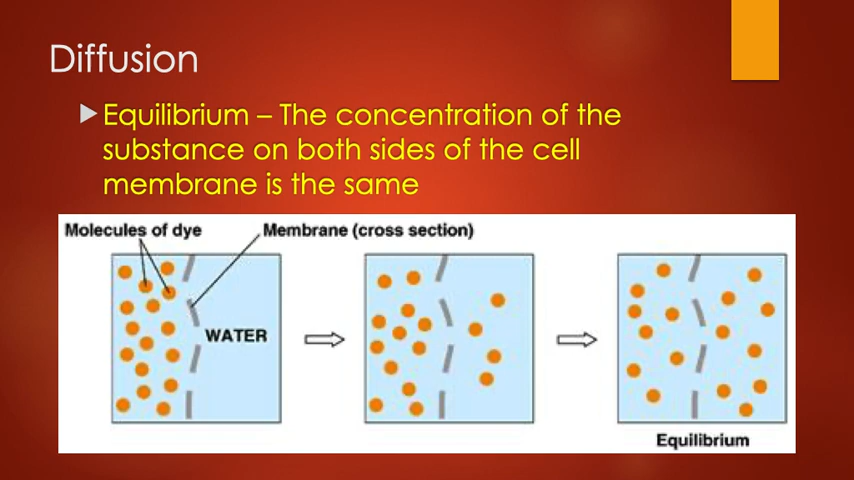 Diffusion
Equilibrium – The concentration of the
substance on both sides of the cell
membrane is the same
Molecules of dye
Membrane (cross section)
WATER
Equilibrium